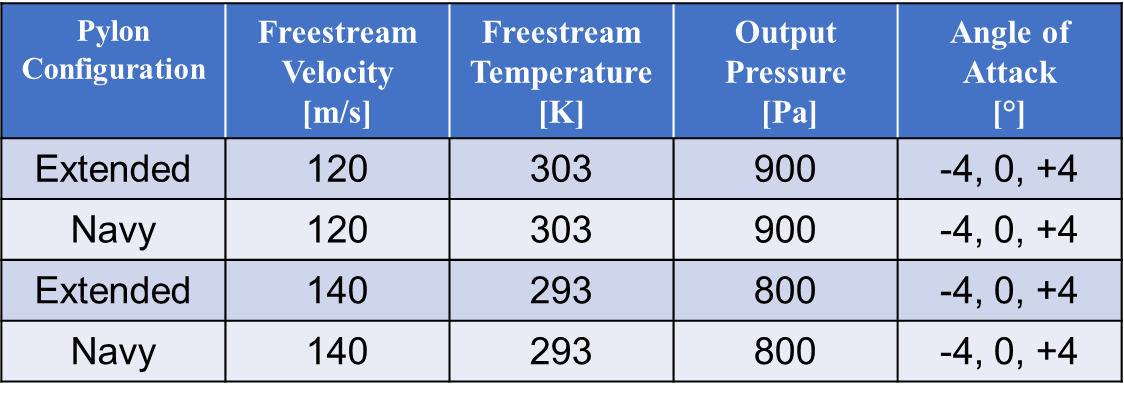 Pylon Configuration | Freestream Velocity [m/s] | Freestream Temperature [K] | Output Pressure [Pa] | Angle of Attack [°]
Extended | 120 | 303 | 900 | -4, 0, +4
Navy | 120 | 303 | 900 | -4, 0, +4
Extended | 140 | 293 | 800 | -4, 0, +4
Navy | 140 | 293 | 800 | -4, 0, +4